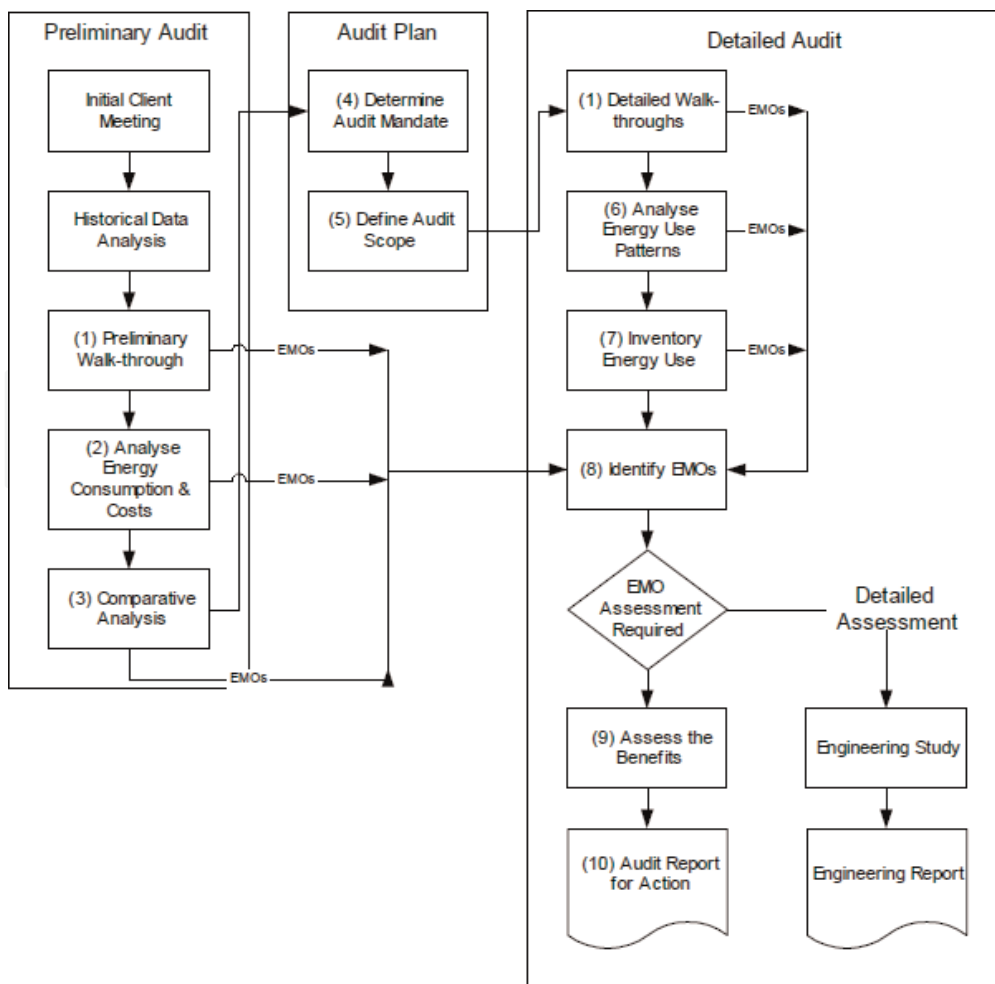 Preliminary Audit
Initial Client
Meeting
Historical Data
Analysis
(1) Preliminary
Walk-through
EMOs
(2) Analyse
Energy
Consumption &
Costs
EMOs
(3) Comparative
Analysis
EMOs
Audit Plan
(4) Determine
Audit Mandate
(5) Define Audit
Scope
Detailed Audit
(1) Detailed Walk-
throughs
EMOs
(6) Analyse
Energy Use
Patterns
EMOs
(7) Inventory
Energy Use
EMOs
(8) Identify EMOs
EMO
Assessment
Required
Detailed
Assessment
(9) Assess the
Benefits
Engineering Study
(10) Audit Report
for Action
Engineering Report